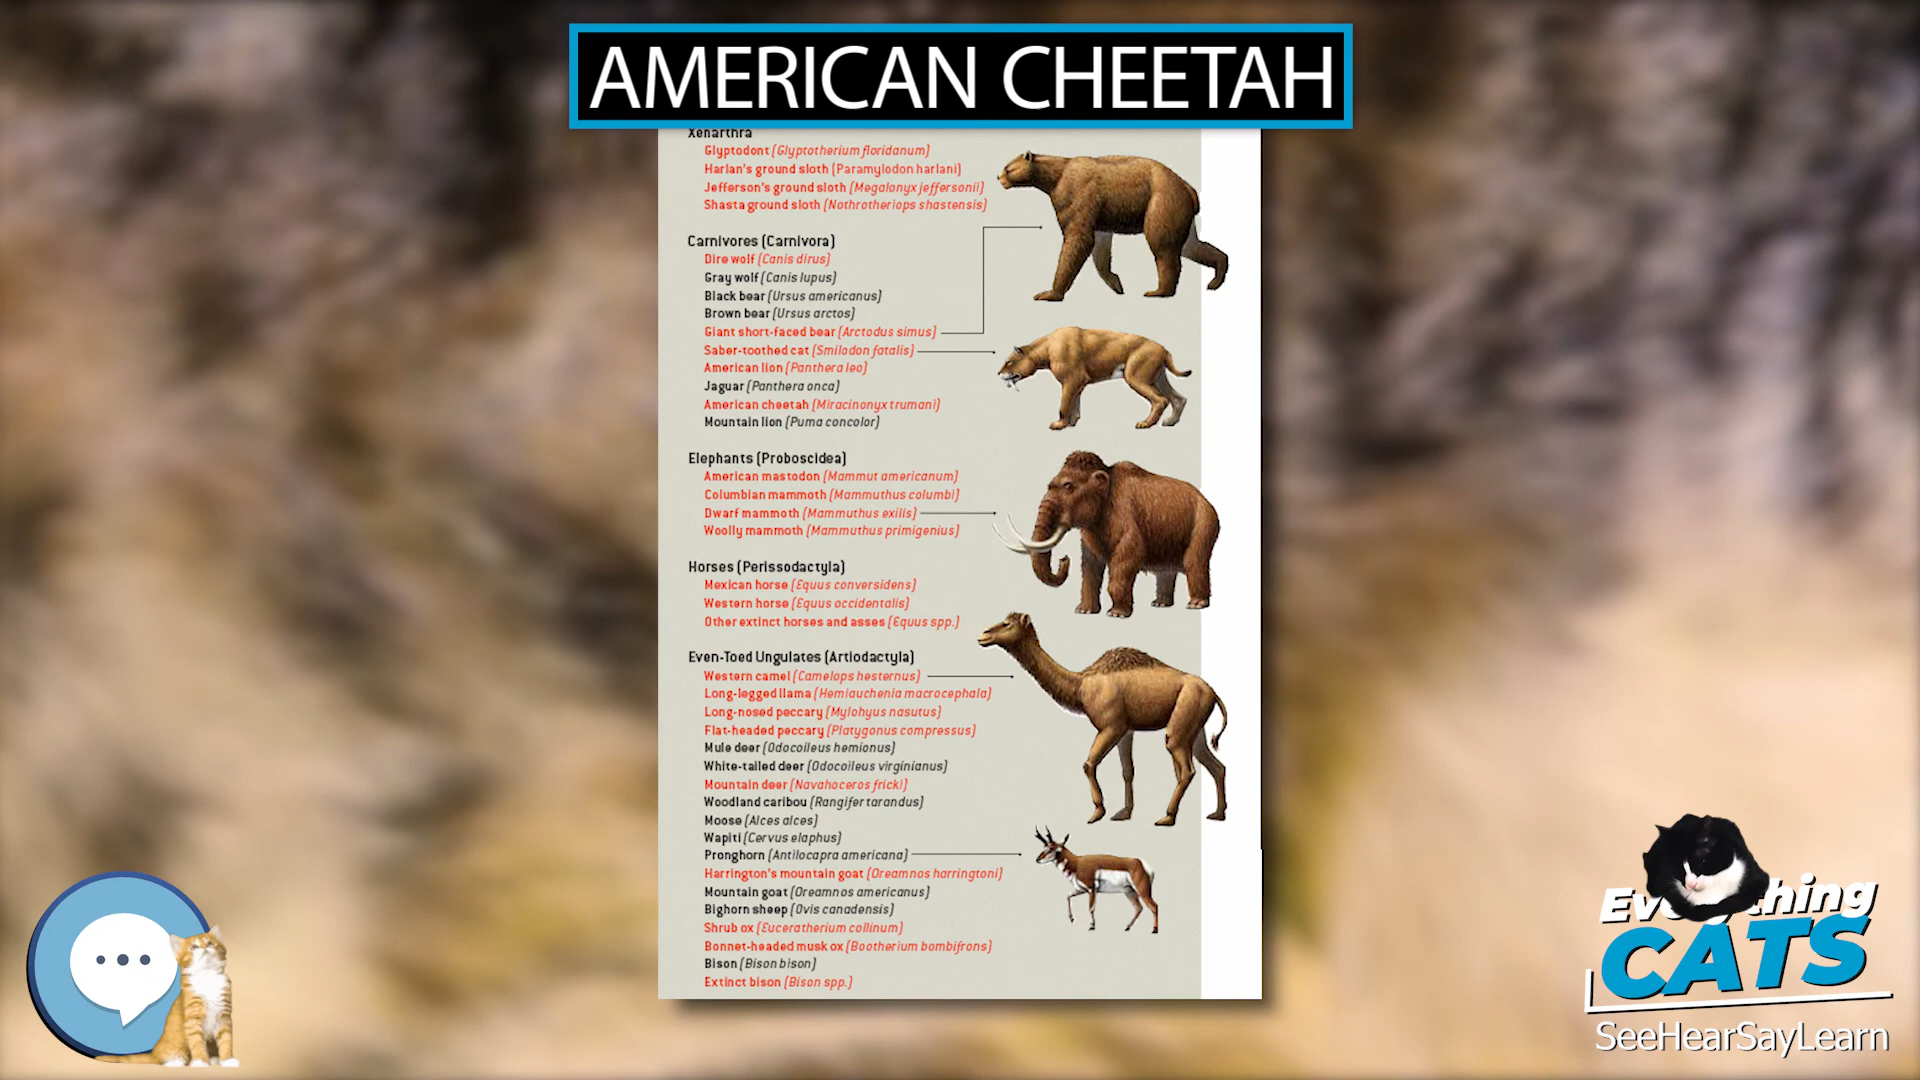 AMERICAN CHEETAH
Xenarthra
Glyptodont (Glyptotherium floridanum)
Harlan's ground sloth (Paramylodon harlani)
Jefferson's ground sloth (Megalonyx jeffersonii)
Shasta ground sloth (Nothrotheriops shastensis)
Carnivores (Carnivora)
Dire wolf (Canis dirus)
Gray wolf (Canis lupus)
Black bear (Ursus americanus)
Brown bear (Ursus arctos)
Giant short-faced bear (Arctodus simus)
Saber-toothed cat (Smilodon fatalis)
American lion (Panthera leo)
Jaguar (Panthera onca)
American cheetah (Miracinonyx trumani)
Mountain lion (Puma concolor)
Elephants (Proboscidea)
American mastodon (Mammut americanum)
Columbian mammoth (Mammuthus columbi)
Dwarf mammoth (Mammuthus exilis)
Woolly mammoth (Mammuthus primigenius)
Horses (Perissodactyla)
Mexican horse (Equus conversidens)
Western horse (Equus occidentalis)
Other extinct horses and asses (Equus spp.)
Even-Toed Ungulates (Artiodactyla)
Western camel (Camelops hesternus)
Long-legged llama (Hemiauchenia macrocephala)
Long-nosed peccary (Mylohyus nasutus)
Flat-headed peccary (Platygonus compressus)
Mule deer (Odocoileus hemionus)
White-tailed deer (Odocoileus virginianus)
Mountain deer (Navahoceros fricki)
Woodland caribou (Rangifer tarandus)
Moose (Alces alces)
Wapiti (Cervus elaphus)
Pronghorn (Antilocapra americana)
Harrington's mountain goat (Oreamnos harringtoni)
Mountain goat (Oreamnos americanus)
Bighorn sheep (Ovis canadensis)
Shrub ox (Euceratherium collinum)
Bonnet-headed musk ox (Bootherium bombifrons)
Bison (Bison bison)
Extinct bison (Bison spp.)
Everything
CATS
SeeHearSayLearn